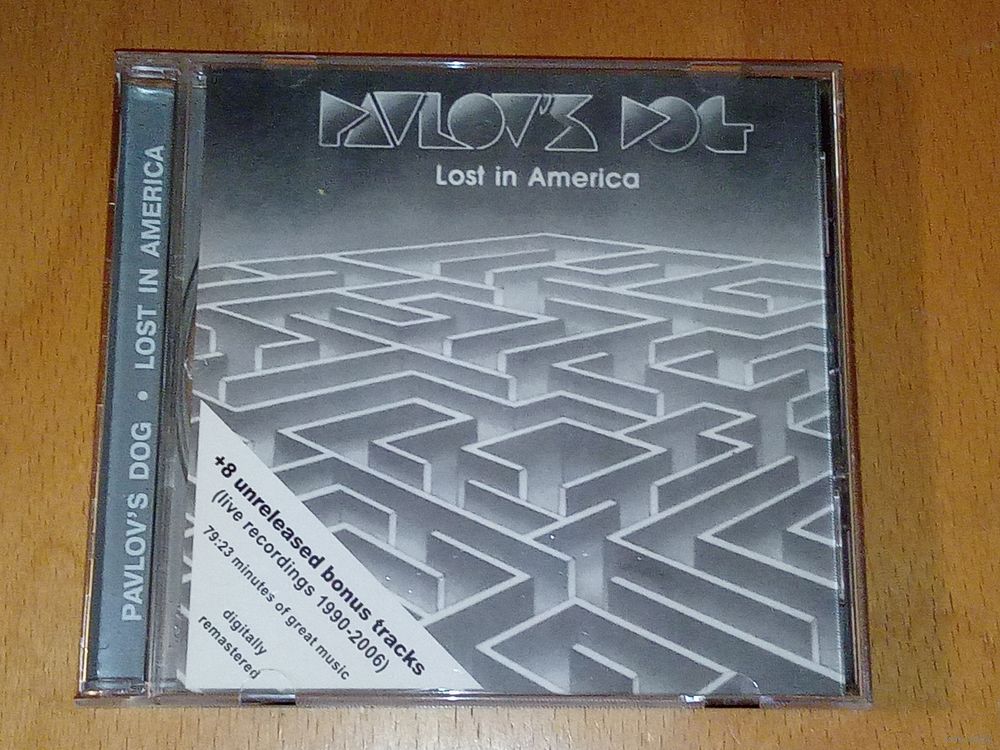 PAVLOV'S DOG
Lost in America
PAVLOV'S DOG • LOST IN AMERICA
+8 unreleased bonus tracks
(live recordings 1990-2006)
79:23 minutes of great music
digitally
remastered